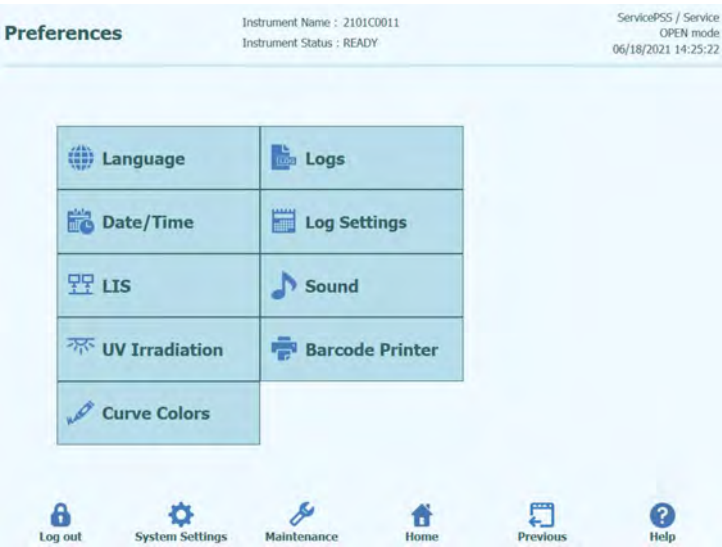 Preferences
Instrument Name : 2101C0011
Instrument Status : READY
ServicePSS / Service
OPEN mode
06/18/2021 14:25:22
Language
Logs
Date/Time
Log Settings
LIS
Sound
UV Irradiation
Barcode Printer
Curve Colors
Log out
System Settings
Maintenance
Home
Previous
Help